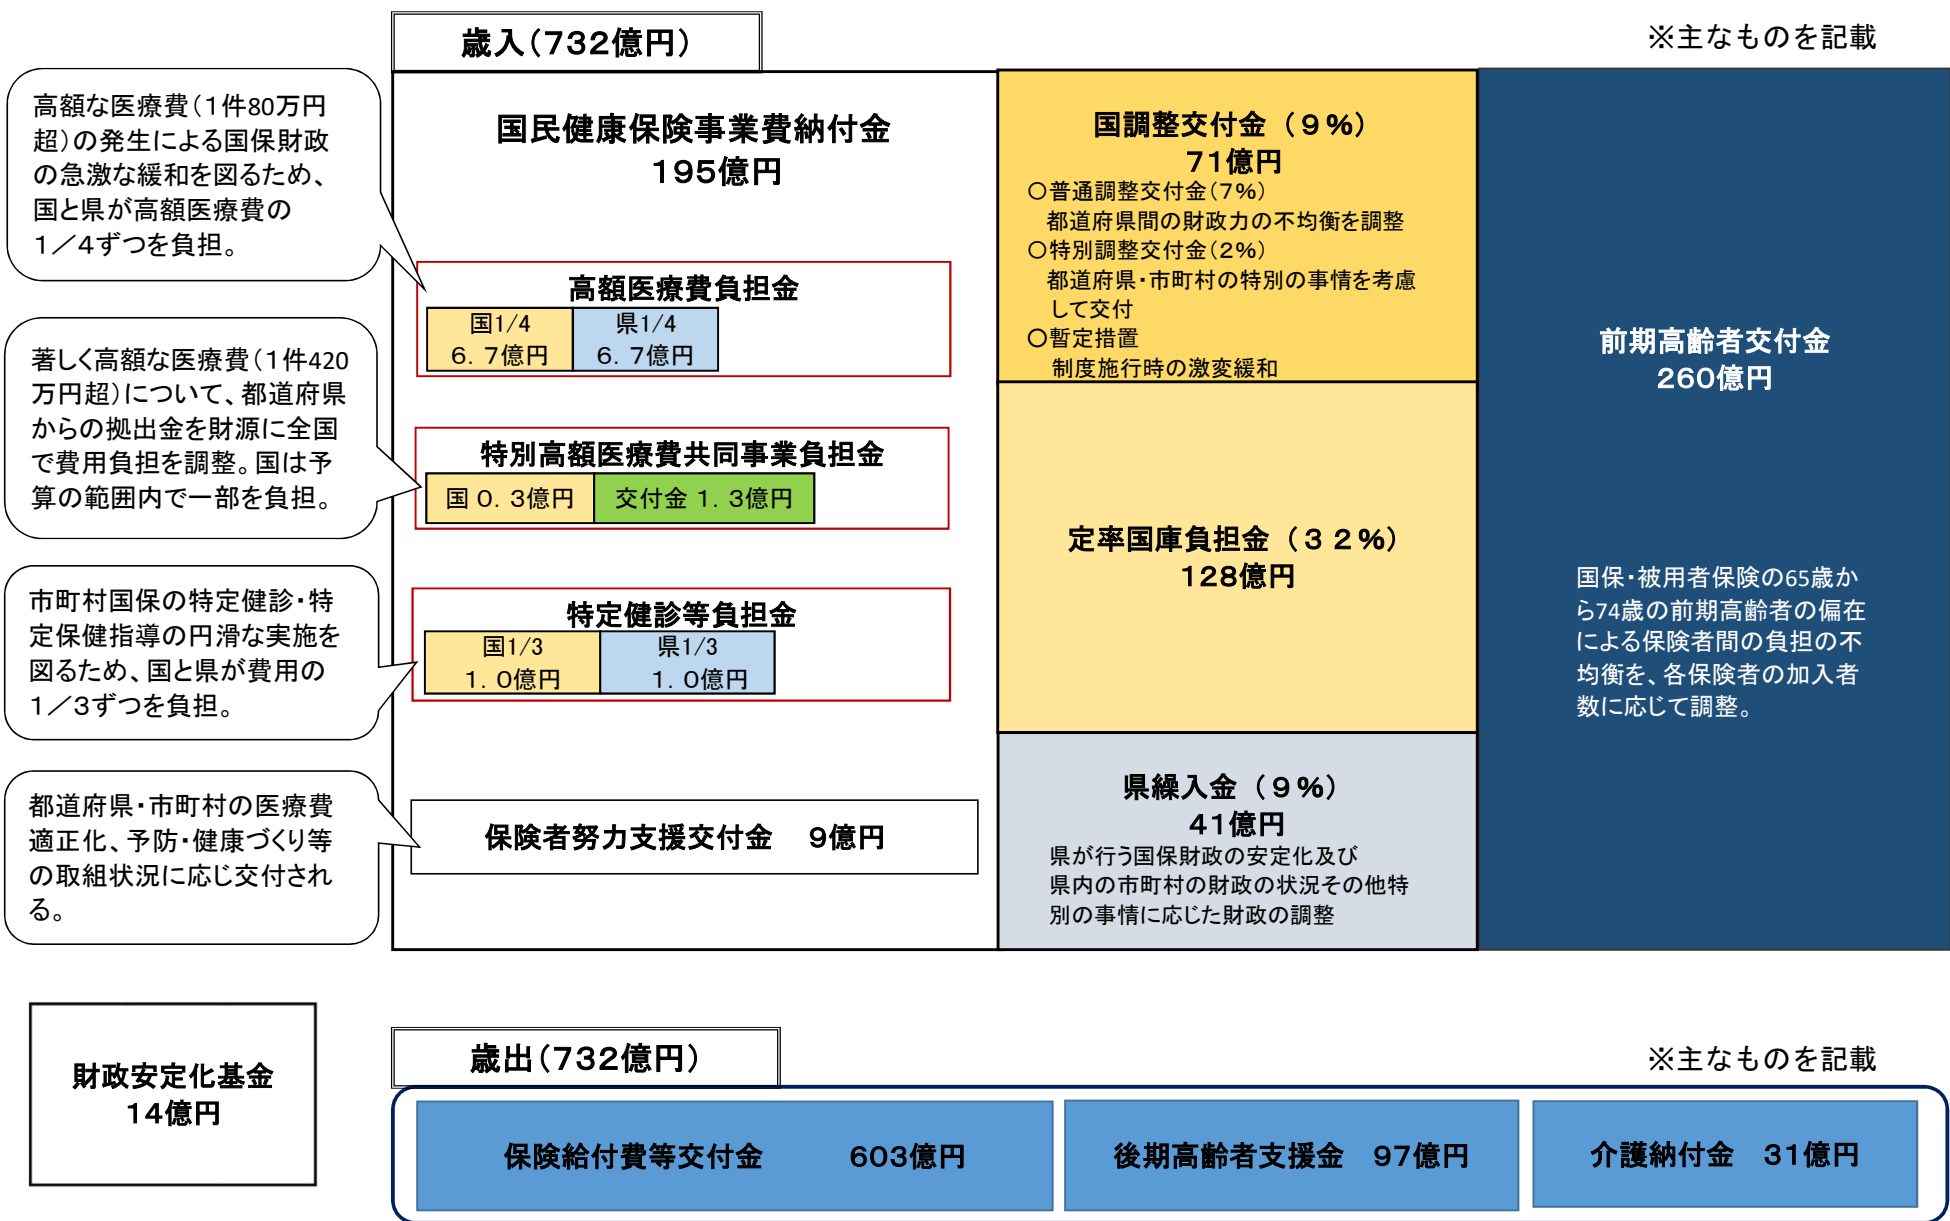 歳入(732億円)
※主なものを記載
高額な医療費(1件80万円
超)の発生による国保財政
の急激な緩和を図るため、
国と県が高額医療費の
1/4ずつを負担。
著しく高額な医療費(1件420
万円超)について、都道府県
からの拠出金を財源に全国
で費用負担を調整。国は予
算の範囲内で一部を負担。
市町村国保の特定健診・特
定保健指導の円滑な実施を
図るため、国と県が費用の
1/3ずつを負担。
都道府県・市町村の医療費
適正化、予防・健康づくり等
の取組状況に応じ交付され
る。
国民健康保険事業費納付金
195億円
高額医療費負担金
国1/4
6.7億円
県1/4
6.7億円
特別高額医療費共同事業負担金
国 0.3億円
交付金 1.3億円
特定健診等負担金
国1/3
1.0億円
県1/3
1.0億円
保険者努力支援交付金 9億円
国調整交付金(9%)
71億円
○普通調整交付金(7%)
都道府県間の財政力の不均衡を調整
○特別調整交付金(2%)
都道府県・市町村の特別の事情を考慮
して交付
○暫定措置
制度施行時の激変緩和
定率国庫負担金(32%)
128億円
県繰入金(9%)
41億円
県が行う国保財政の安定化及び
県内の市町村の財政の状況その他特
別の事情に応じた財政の調整
前期高齢者交付金
260億円
国保・被用者保険の65歳か
ら74歳の前期高齢者の偏在
による保険者間の負担の不
均衡を、各保険者の加入者
数に応じて調整。
財政安定化基金
14億円
歳出(732億円)
※主なものを記載
保険給付費等交付金 603億円
後期高齢者支援金 97億円
介護納付金 31億円